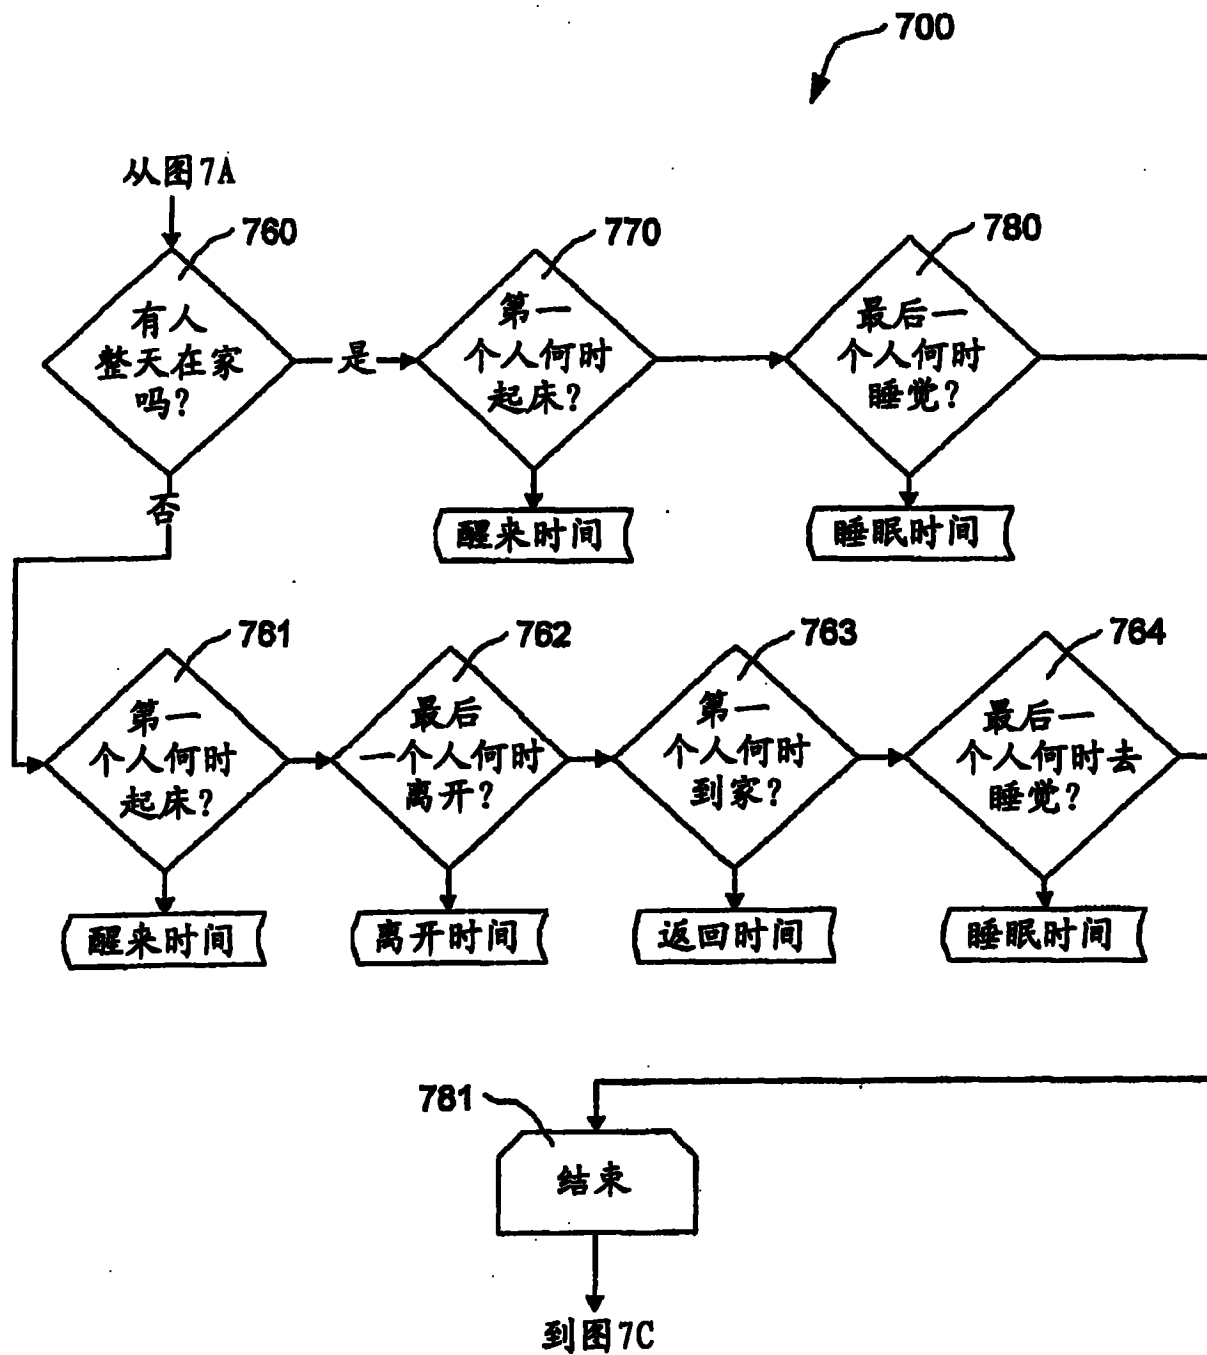 700
从图7A
760
有人
整天在家
吗?
是
否
770
第一
个人何时
起床?
醒来时间
780
最后一
个人何时
睡觉?
睡眠时间
761
第一
个人何时
起床?
醒来时间
762
最后
一个人何时
离开?
离开时间
763
第一
个人何时
到家?
返回时间
764
最后一
个人何时去
睡觉?
睡眠时间
781
结束
到图7C